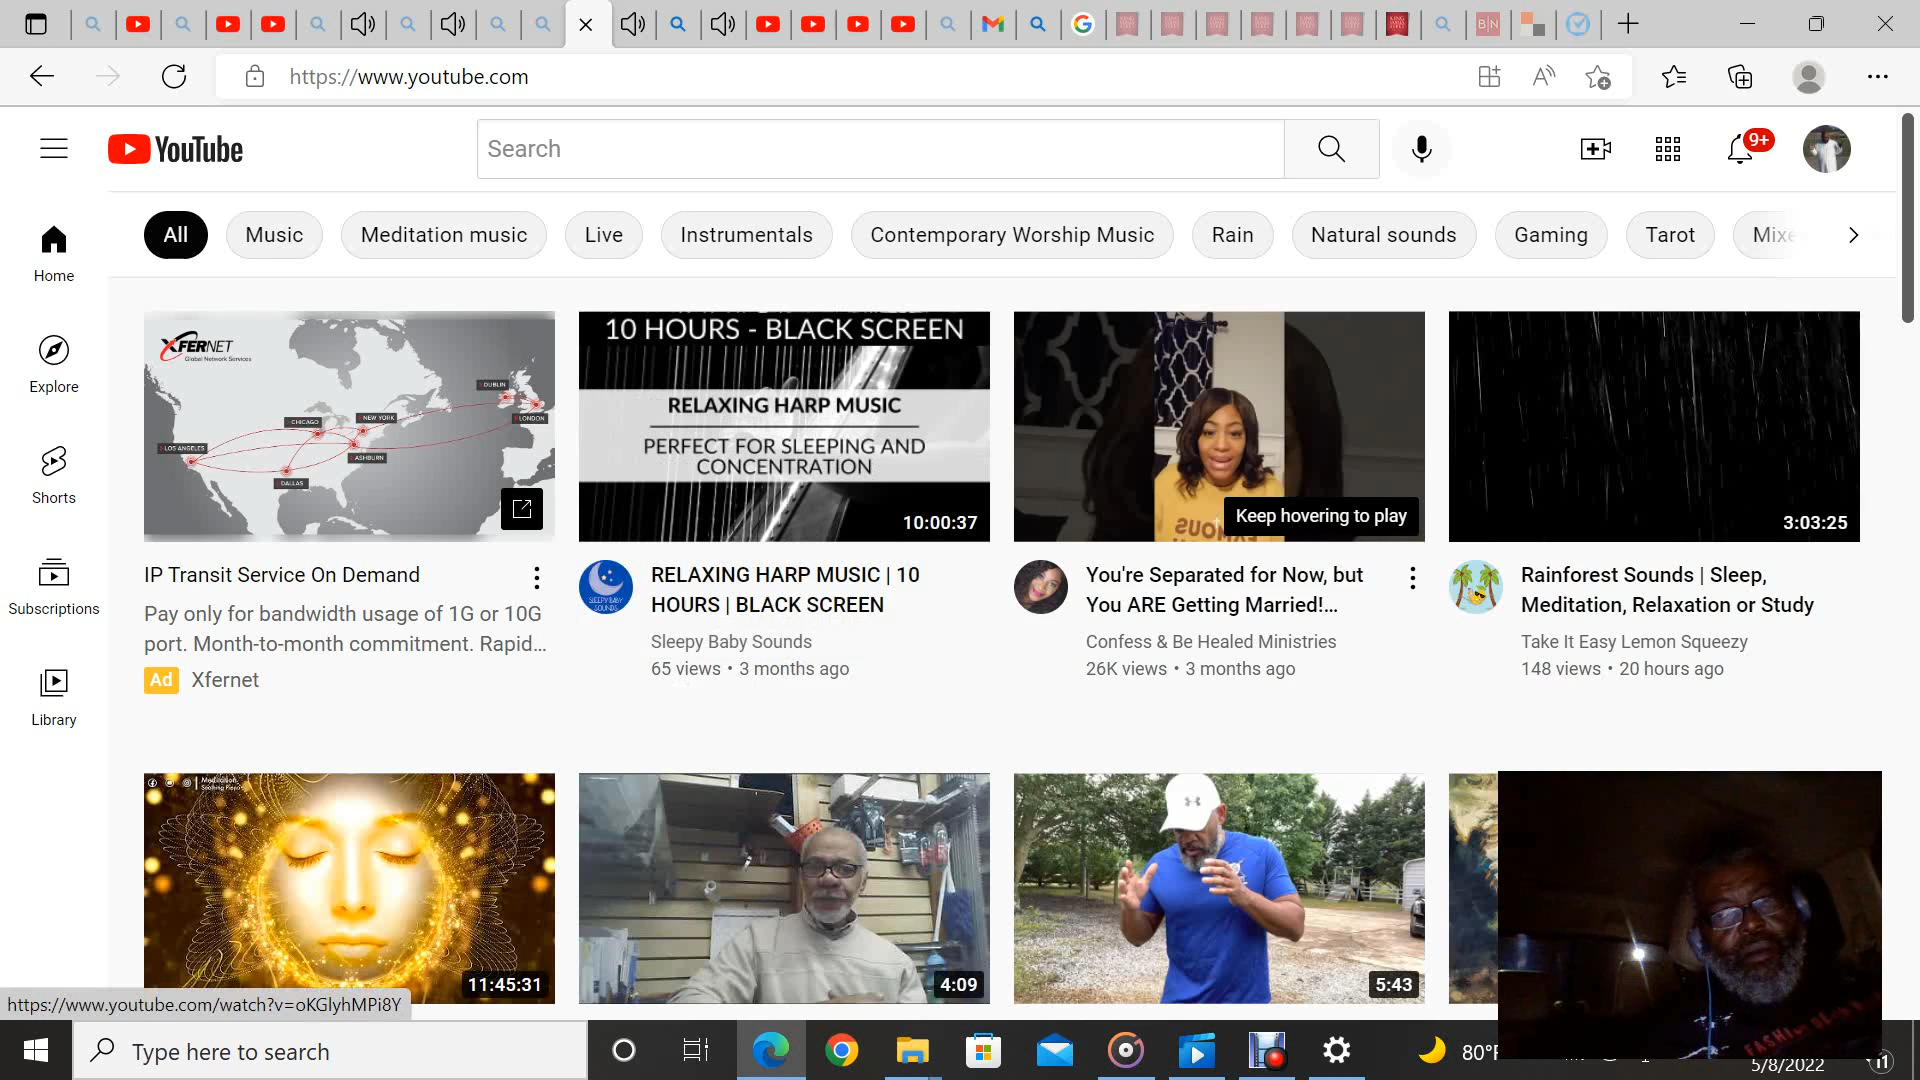 https://www.youtube.com
YouTube
Search
9+
All
Music
Meditation music
Live
Instrumentals
Contemporary Worship Music
Rain
Natural sounds
Gaming
Tarot
Home
Explore
Shorts
Subscriptions
Library
XFERNET
Global Network Services
DUBLIN
LONDON
NEW YORK
CHICAGO
LOS ANGELES
ASHBURN
DALLAS
10 HOURS - BLACK SCREEN
RELAXING HARP MUSIC
PERFECT FOR SLEEPING AND
CONCENTRATION
10:00:37
Keep hovering to play
3:03:25
IP Transit Service On Demand
Pay only for bandwidth usage of 1G or 10G
port. Month-to-month commitment. Rapid...
Ad Xfernet
RELAXING HARP MUSIC | 10
HOURS | BLACK SCREEN
Sleepy Baby Sounds
65 views • 3 months ago
You're Separated for Now, but
You ARE Getting Married!...
Confess & Be Healed Ministries
26K views • 3 months ago
Rainforest Sounds | Sleep,
Meditation, Relaxation or Study
Take It Easy Lemon Squeezy
148 views • 20 hours ago
11:45:31
4:09
5:43
https://www.youtube.com/watch?v=oKGlyhMPi8Y
Type here to search
80°F
5/8/2022
11